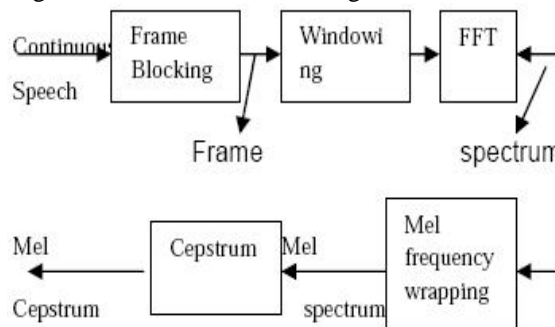 Continuous
Speech
Frame
Blocking
Windowi
ng
FFT
Frame
spectrum
Mel
Cepstrum
Cepstrum
Mel
spectrum
Mel
frequency
wrapping